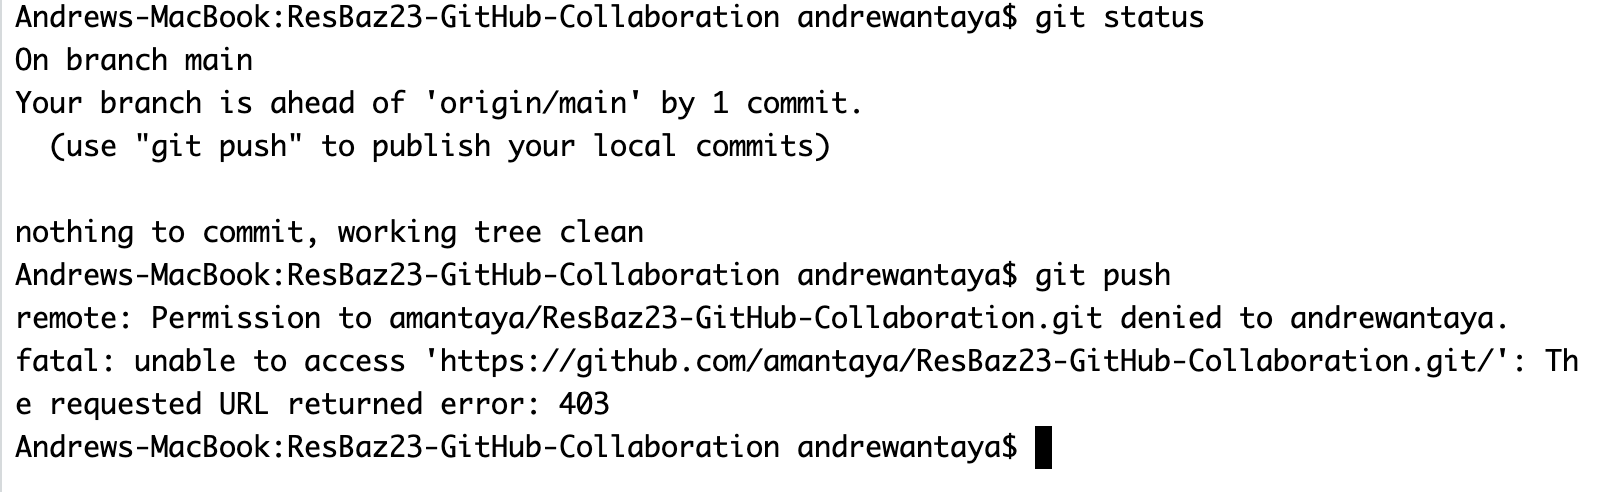 Andrews-MacBook:ResBaz23-GitHub-Collaboration andrewantaya$ git status
On branch main
Your branch is ahead of 'origin/main' by 1 commit.
  (use "git push" to publish your local commits)

nothing to commit, working tree clean
Andrews-MacBook:ResBaz23-GitHub-Collaboration andrewantaya$ git push
remote: Permission to amantaya/ResBaz23-GitHub-Collaboration.git denied to andrewantaya.
fatal: unable to access 'https://github.com/amantaya/ResBaz23-GitHub-Collaboration.git/': Th
e requested URL returned error: 403
Andrews-MacBook:ResBaz23-GitHub-Collaboration andrewantaya$